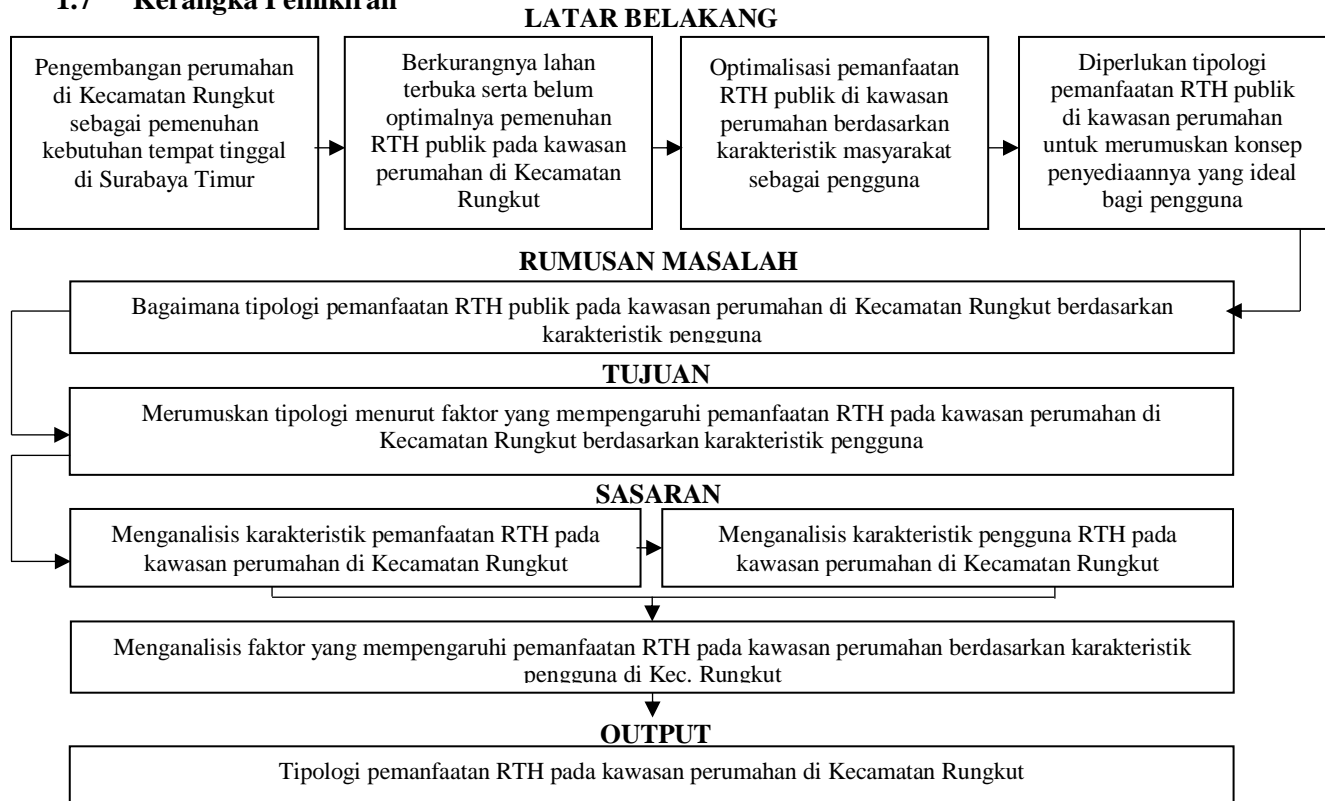 1.7 Kerangka Pemikiran
LATAR BELAKANG
Pengembangan perumahan
di Kecamatan Rungkut
sebagai pemenuhan
kebutuhan tempat tinggal
di Surabaya Timur
Berkurangnya lahan
terbuka serta belum
optimalnya pemenuhan
RTH publik pada kawasan
perumahan di Kecamatan
Rungkut
Optimalisasi pemanfaatan
RTH publik di kawasan
perumahan berdasarkan
karakteristik masyarakat
sebagai pengguna
Diperlukan tipologi
pemanfaatan RTH publik
di kawasan perumahan
untuk merumuskan konsep
penyediaannya yang ideal
bagi pengguna
RUMUSAN MASALAH
Bagaimana tipologi pemanfaatan RTH publik pada kawasan perumahan di Kecamatan Rungkut berdasarkan
karakteristik pengguna
TUJUAN
Merumuskan tipologi menurut faktor yang mempengaruhi pemanfaatan RTH pada kawasan perumahan di
Kecamatan Rungkut berdasarkan karakteristik pengguna
SASARAN
Menganalisis karakteristik pemanfaatan RTH pada
kawasan perumahan di Kecamatan Rungkut
Menganalisis karakteristik pengguna RTH pada
kawasan perumahan di Kecamatan Rungkut
Menganalisis faktor yang mempengaruhi pemanfaatan RTH pada kawasan perumahan berdasarkan karakteristik
pengguna di Kec. Rungkut
OUTPUT
Tipologi pemanfaatan RTH pada kawasan perumahan di Kecamatan Rungkut